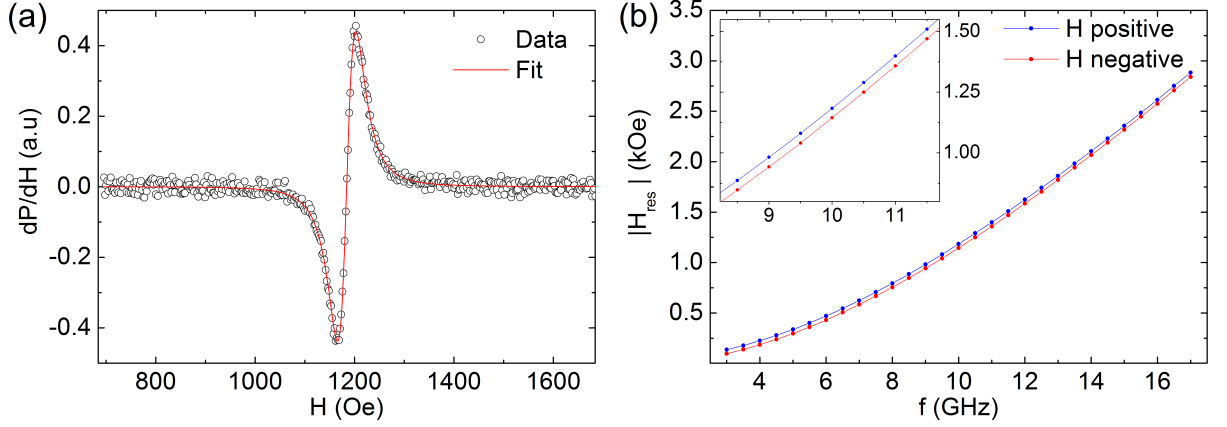 (a)
Data
Fit
dP/dH (a.u)
0.4
0.2
0.0
-0.2
-0.4
800 1000 1200 1400 1600
H (Oe)
(b)
H positive
H negative
|H_res| (kOe)
3.5
3.0
2.5
2.0
1.5
1.0
0.5
1.50
1.25
1.00
9 10 11
4 6 8 10 12 14 16
f (GHz)